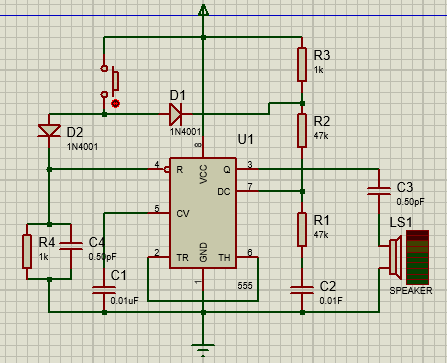 R3
1k
D1
1N4001
R2
47k
D2
1N4001
U1
8
VCC
4
R
Q
3
DC
7
5
CV
C3
0.50pF
R1
47k
LS1
R4
1k
C4
0.50pF
2
TR
GND
TH
6
1
555
C1
0.01uF
C2
0.01F
SPEAKER